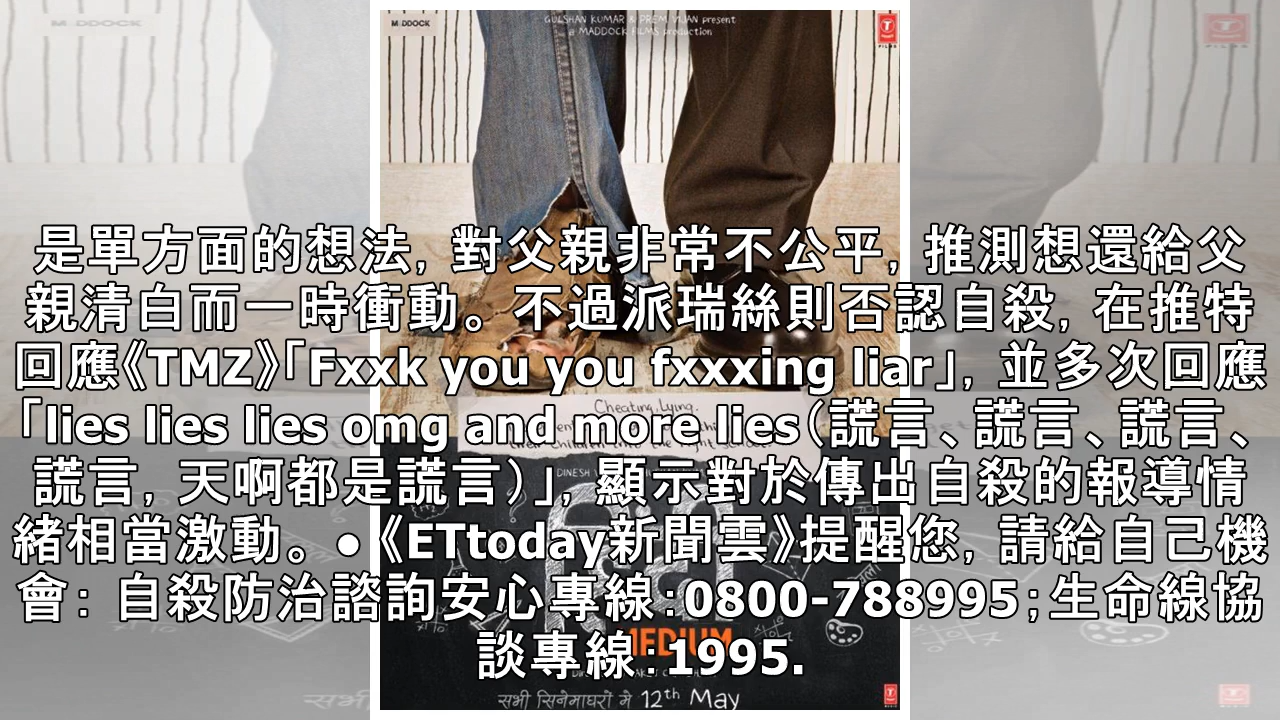 MADDOCK
GULSHAN KUMAR & PREM VIJAN present
a MADDOCK FILMS production
是單方面的想法, 對父親非常不公平, 推測想還給父
親清白而一時衝動。不過派瑞絲則否認自殺, 在推特
回應《TMZ》「Fxxk you you fxxxing liar」, 並多次回應
「lies lies lies omg and more lies(謊言、謊言、謊言、
謊言, 天啊都是謊言)」, 顯示對於傳出自殺的報導情
緒相當激動。●《ETtoday新聞雲》提醒您, 請給自己機
會: 自殺防治諮詢安心專線:0800-788995;生命線協
談專線:1995.
Cheating, Lying.
DINESH
MEDIUM
सभी सिनेमाघरों में 12th May